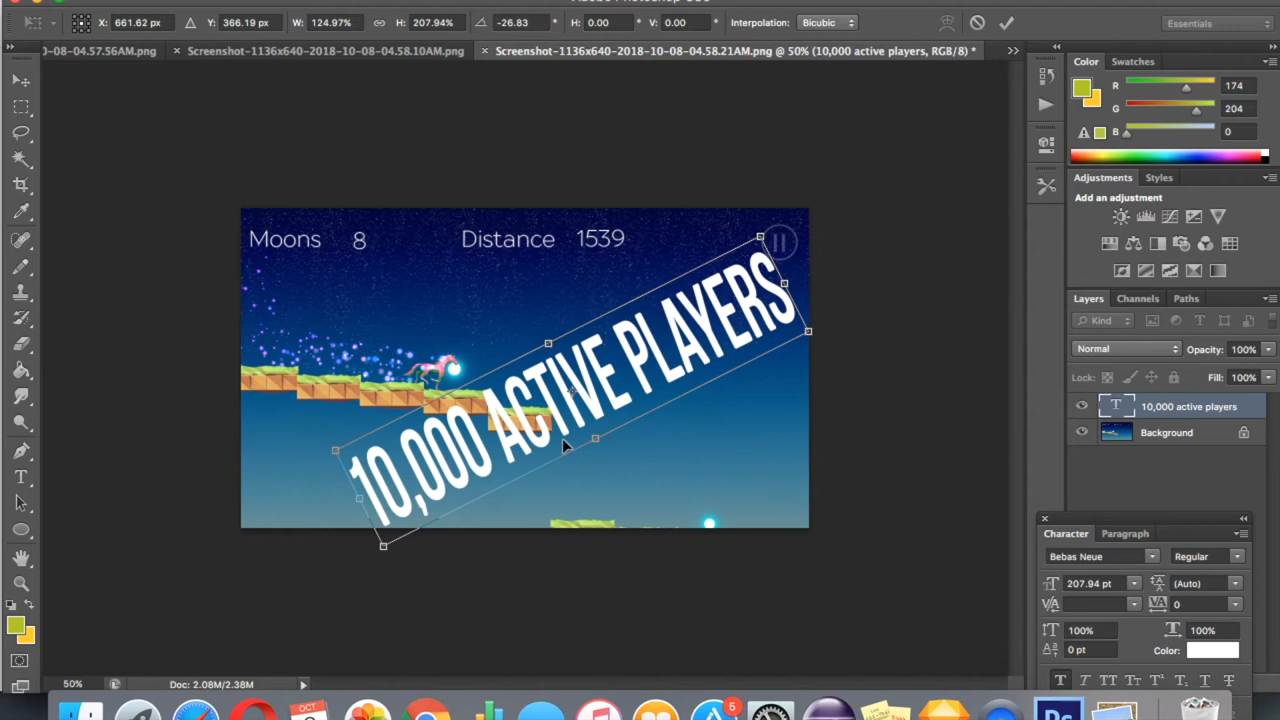 X: 661.62 px Y: 366.19 px W: 124.97% H: 207.94% -26.83 ° H: 0.00 ° V: 0.00 ° Interpolation: Bicubic Essentials
0-08-04.57.56AM.png × Screenshot-1136x640-2018-10-08-04.58.10AM.png × Screenshot-1136x640-2018-10-08-04.58.21AM.png @ 50% (10,000 active players, RGB/8) *
Color Swatches
R 174
G 204
B 0
Adjustments Styles
Add an adjustment
Moons 8 Distance 1539
10,000 ACTIVE PLAYERS
Layers Channels Paths
Kind
Normal Opacity: 100%
Lock: Fill: 100%
T 10,000 active players
Background
Character Paragraph
Bebas Neue Regular
207.94 pt (Auto)
0
100% 100%
0 pt Color:
50% Doc: 2.08M/2.38M
OCT 5
Ps